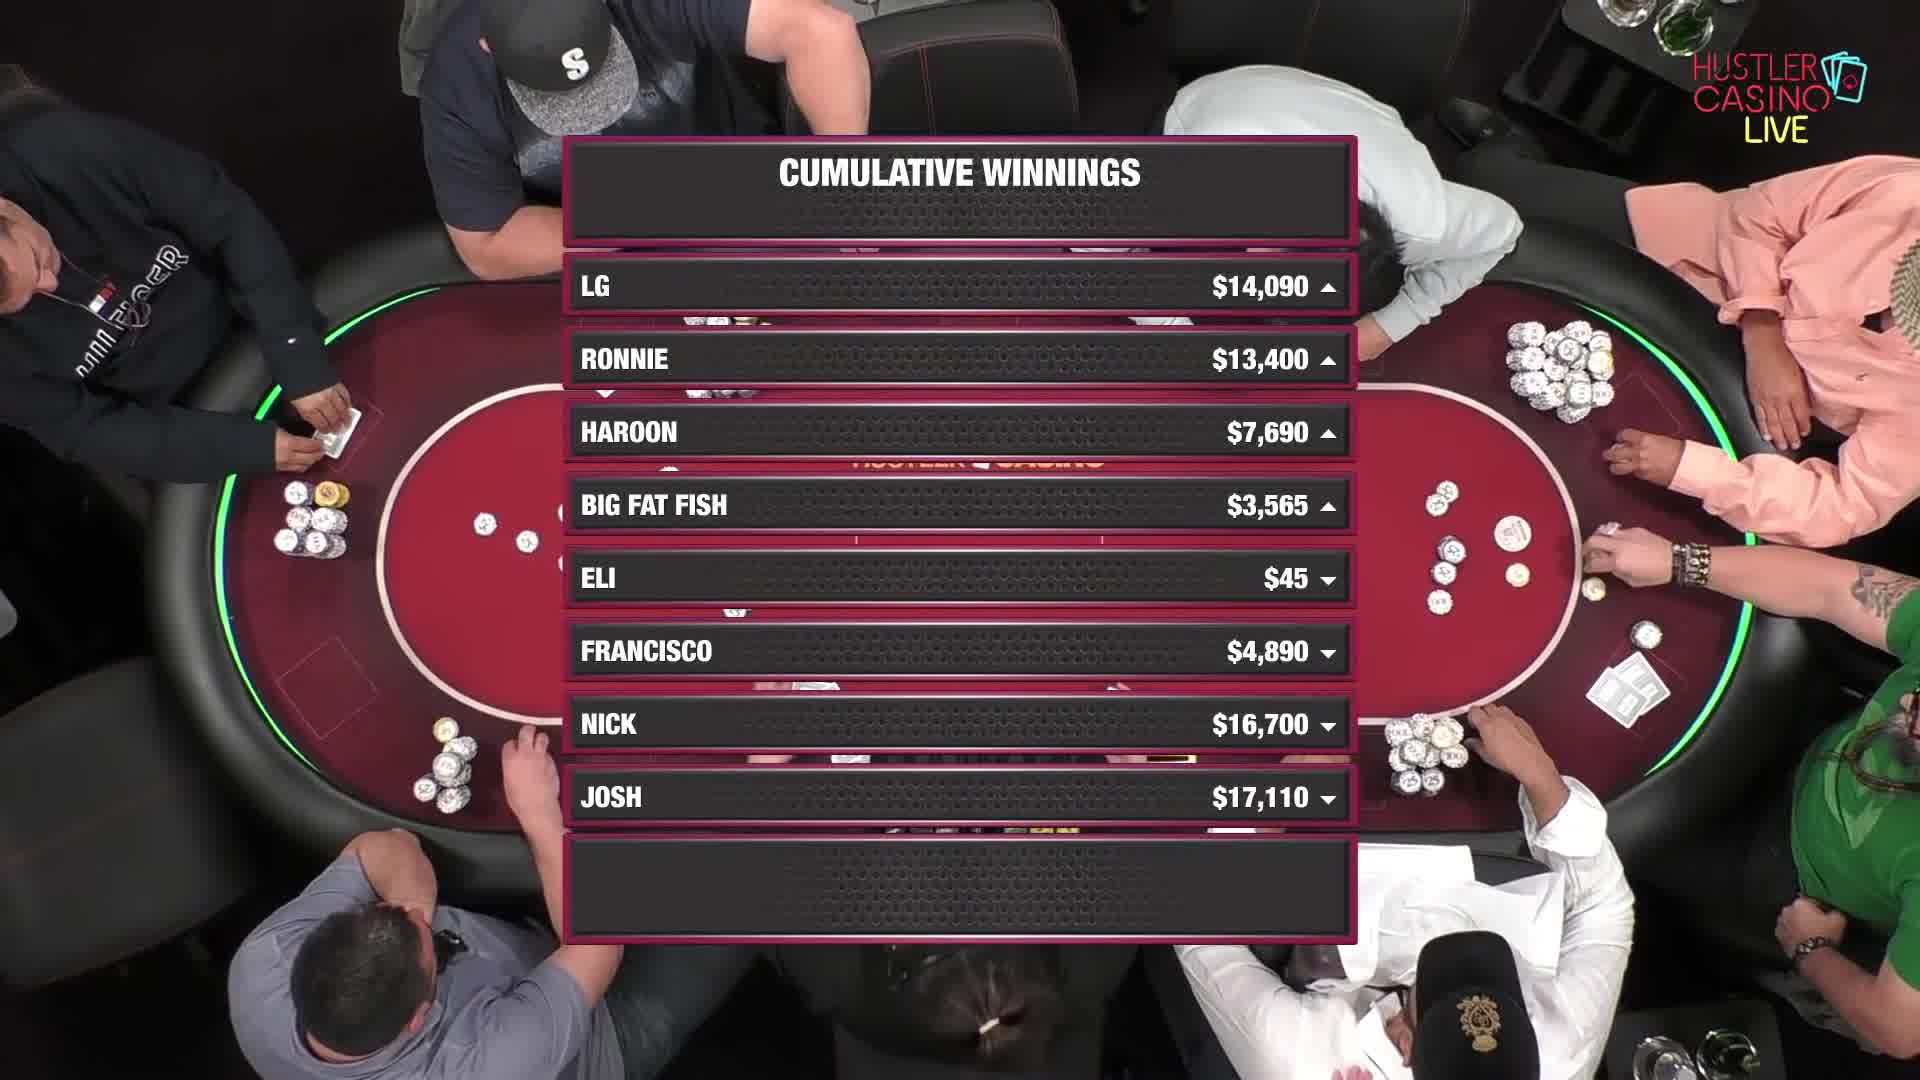 HUSTLER
CASINO
LIVE
CUMULATIVE WINNINGS
LG $14,090 ▲
RONNIE $13,400 ▲
HAROON $7,690 ▲
BIG FAT FISH $3,565 ▲
ELI $45 ▼
FRANCISCO $4,890 ▼
NICK $16,700 ▼
JOSH $17,110 ▼
S